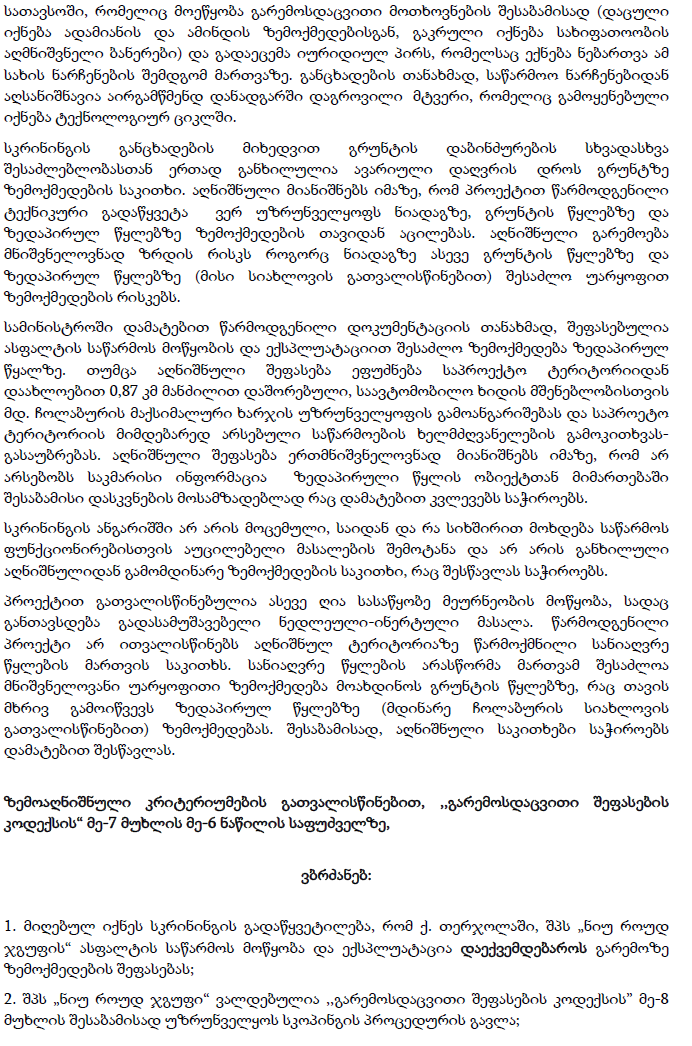 სათავსოში, რომელიც მოეწყობა გარემოსდაცვითი მოთხოვნების შესაბამისად (დაცული
იქნება ადამიანის და ამინდის ზემოქმედებისგან, გაკრული იქნება სახიფათოობის
აღმნიშვნელი ბანერები) და გადაეცემა იურიდიულ პირს, რომელსაც ექნება ნებართვა ამ
სახის ნარჩენების შემდგომ მართვაზე. განცხადების თანახმად, საწარმოო ნარჩენებიდან
აღსანიშნავია აირგამწმენდ დანადგარში დაგროვილი მტვერი, რომელიც გამოყენებული
იქნება ტექნოლოგიურ ციკლში.
სკრინინგის განცხადების მიხედვით გრუნტის დაბინძურების სხვადასხვა
შესაძლებლობასთან ერთად განხილულია ავარიული დაღვრის დროს გრუნტზე
ზემოქმედების საკითხი. აღნიშნული მიანიშნებს იმაზე, რომ პროექტით წარმოდგენილი
ტექნიკური გადაწყვეტა ვერ უზრუნველყოფს ნიადაგზე, გრუნტის წყლებზე და
ზედაპირულ წყლებზე ზემოქმედების თავიდან აცილებას. აღნიშნული გარემოება
მნიშვნელოვნად ზრდის რისკს როგორც ნიადაგზე ასევე გრუნტის წყლებზე და
ზედაპირულ წყლებზე (მისი სიახლოვის გათვალისწინებით) შესაძლო უარყოფით
ზემოქმედების რისკებს.
სამინისტროში დამატებით წარმოდგენილი დოკუმენტაციის თანახმად, შეფასებულია
ასფალტის საწარმოს მოწყობის და ექსპლუატაციით შესაძლო ზემოქმედება ზედაპირულ
წყალზე. თუმცა აღნიშნული შეფასება ეფუძნება საპროექტო ტერიტორიიდან
დაახლოებით 0,87 კმ მანძილით დაშორებული, საავტომობილო ხიდის მშენებლობისთვის
მდ. ჩოლაბურის მაქსიმალური ხარჯის უზრუნველყოფის გამოანგარიშებას და საპროეტო
ტერიტორიის მიმდებარედ არსებული საწარმოების ხელმძღვანელების გამოკითხვას-
გასაუბრებას. აღნიშნული შეფასება ერთმნიშვნელოვნად მიანიშნებს იმაზე, რომ არ
არსებობს საკმარისი ინფორმაცია ზედაპირული წყლის ობიექტთან მიმართებაში
შესაბამისი დასკვნების მოსამზადებლად რაც დამატებით კვლევებს საჭიროებს.
სკრინინგის ანგარიშში არ არის მოცემული, საიდან და რა სიხშირით მოხდება საწარმოს
ფუნქციონირებისთვის აუცილებელი მასალების შემოტანა და არ არის განხილული
აღნიშნულიდან გამომდინარე ზემოქმედების საკითხი, რაც შესწავლას საჭიროებს.
პროექტით გათვალისწინებულია ასევე ღია სასაწყობე მეურნეობის მოწყობა, სადაც
განთავსდება გადასამუშავებელი ნედლეული-ინერტული მასალა. წარმოდგენილი
პროექტი არ ითვალისწინებს აღნიშნულ ტერიტორიაზე წარმოქმნილი სანიაღვრე
წყლების მართვის საკითხს. სანიაღვრე წყლების არასწორმა მართვამ შესაძლოა
მნიშვნელოვანი უარყოფითი ზემოქმედება მოახდინოს გრუნტის წყლებზე, რაც თავის
მხრივ გამოიწვევს ზედაპირულ წყლებზე (მდინარე ჩოლაბურის სიახლოვის
გათვალისწინებით) ზემოქმედებას. შესაბამისად, აღნიშნული საკითხები საჭიროებს
დამატებით შესწავლას.
ზემოაღნიშნული კრიტერიუმების გათვალისწინებით, ,,გარემოსდაცვითი შეფასების
კოდექსის“ მე-7 მუხლის მე-6 ნაწილის საფუძველზე,
ვბრძანებ:
1. მიღებულ იქნეს სკრინინგის გადაწყვეტილება, რომ ქ. თერჯოლაში, შპს „ნიუ როუდ
ჯგუფის“ ასფალტის საწარმოს მოწყობა და ექსპლუატაცია დაექვემდებაროს გარემოზე
ზემოქმედების შეფასებას;
2. შპს „ნიუ როუდ ჯგუფი“ ვალდებულია ,,გარემოსდაცვითი შეფასების კოდექსის” მე-8
მუხლის შესაბამისად უზრუნველყოს სკოპინგის პროცედურის გავლა;